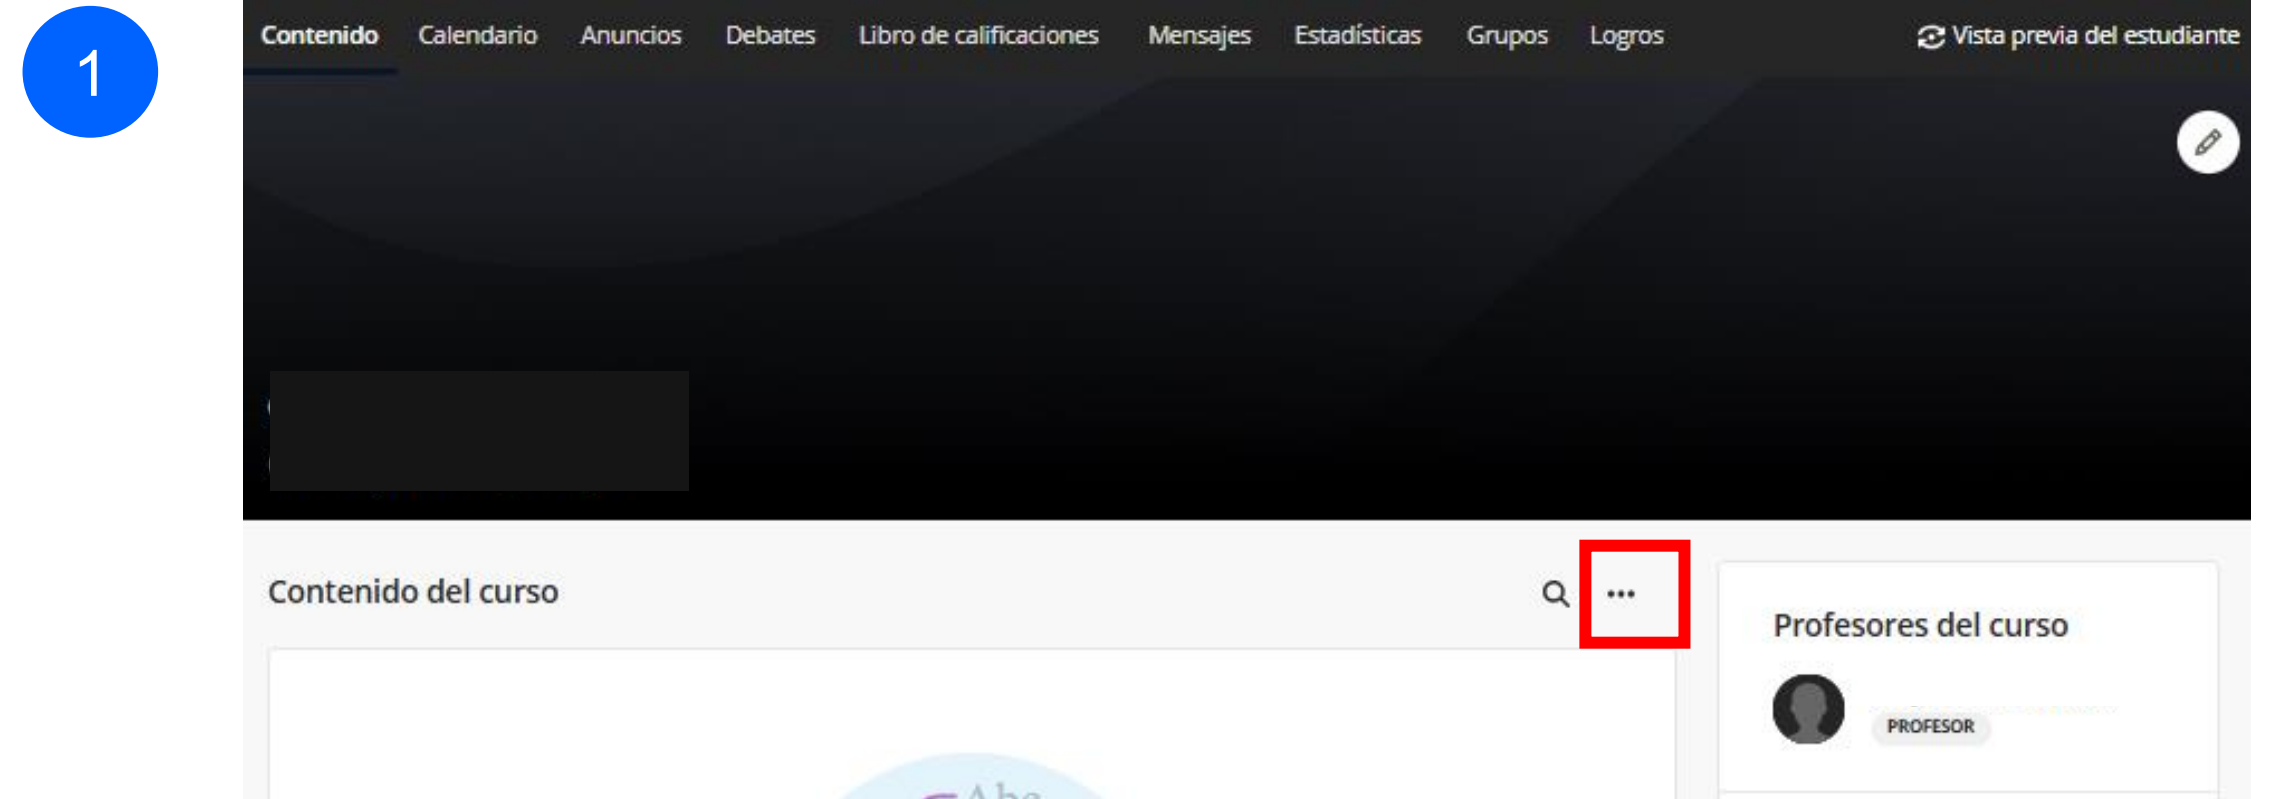 1
Contenido Calendario Anuncios Debates Libro de calificaciones Mensajes Estadísticas Grupos Logros Vista previa del estudiante
Contenido del curso
Profesores del curso
PROFESOR
Abc